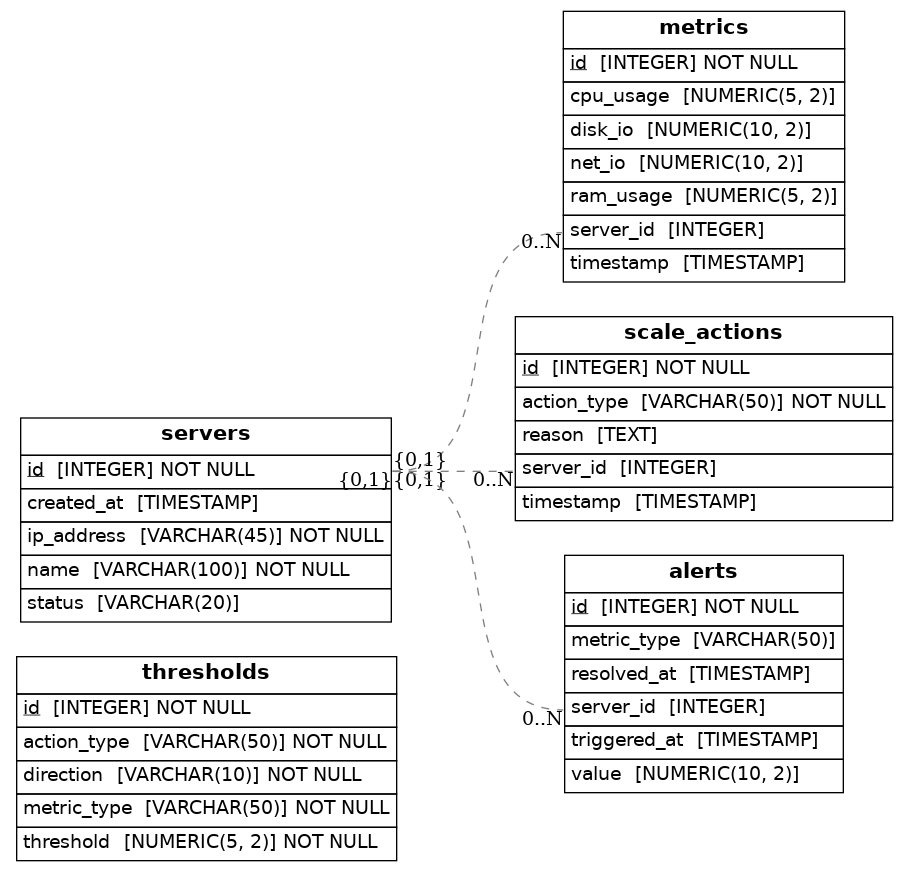 metrics
id [INTEGER] NOT NULL
cpu_usage [NUMERIC(5, 2)]
disk_io [NUMERIC(10, 2)]
net_io [NUMERIC(10, 2)]
ram_usage [NUMERIC(5, 2)]
server_id [INTEGER]
timestamp [TIMESTAMP]
0..N
scale_actions
id [INTEGER] NOT NULL
action_type [VARCHAR(50)] NOT NULL
reason [TEXT]
server_id [INTEGER]
timestamp [TIMESTAMP]
0..N
servers
id [INTEGER] NOT NULL
created_at [TIMESTAMP]
ip_address [VARCHAR(45)] NOT NULL
name [VARCHAR(100)] NOT NULL
status [VARCHAR(20)]
{0,1}
{0,1}
{0,1}
alerts
id [INTEGER] NOT NULL
metric_type [VARCHAR(50)]
resolved_at [TIMESTAMP]
server_id [INTEGER]
triggered_at [TIMESTAMP]
value [NUMERIC(10, 2)]
0..N
thresholds
id [INTEGER] NOT NULL
action_type [VARCHAR(50)] NOT NULL
direction [VARCHAR(10)] NOT NULL
metric_type [VARCHAR(50)] NOT NULL
threshold [NUMERIC(5, 2)] NOT NULL